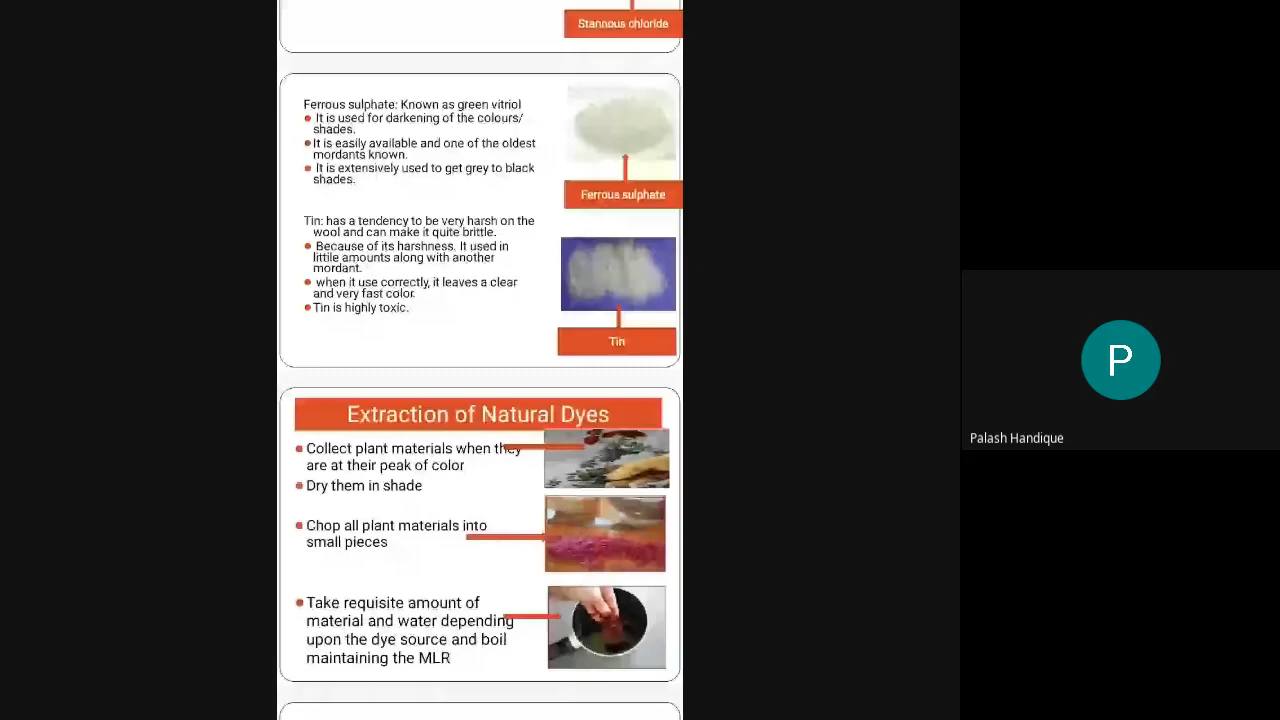 Stannous chloride
Ferrous sulphate: Known as green vitriol
It is used for darkening of the colours/
shades.
It is easily available and one of the oldest
mordants known.
It is extensively used to get grey to black
shades.
Ferrous sulphate
Tin: has a tendency to be very harsh on the
wool and can make it quite brittle.
Because of its harshness. It used in
little amounts along with another
mordant.
when it use correctly, it leaves a clear
and very fast color.
Tin is highly toxic.
Tin
Extraction of Natural Dyes
Collect plant materials when they
are at their peak of color
Dry them in shade
Chop all plant materials into
small pieces
Take requisite amount of
material and water depending
upon the dye source and boil
maintaining the MLR
P
Palash Handique